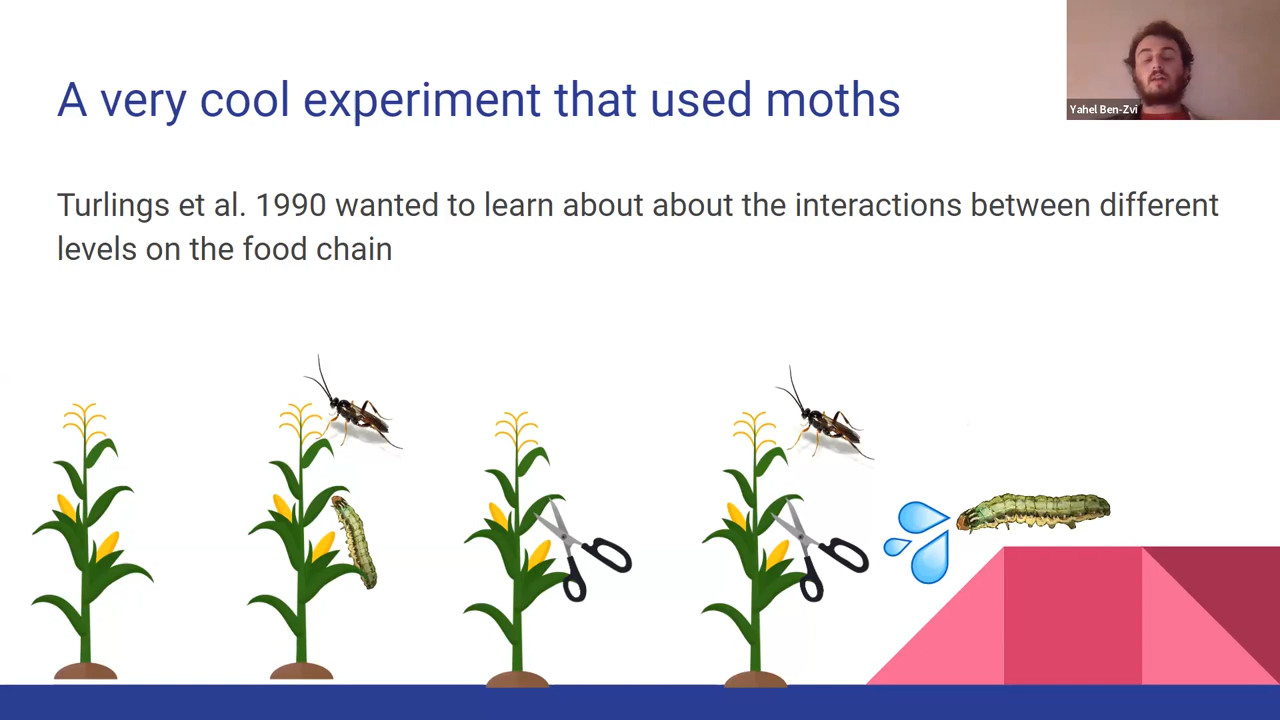 A very cool experiment that used moths
Yahel Ben-Zvi
Turlings et al. 1990 wanted to learn about about the interactions between different
levels on the food chain